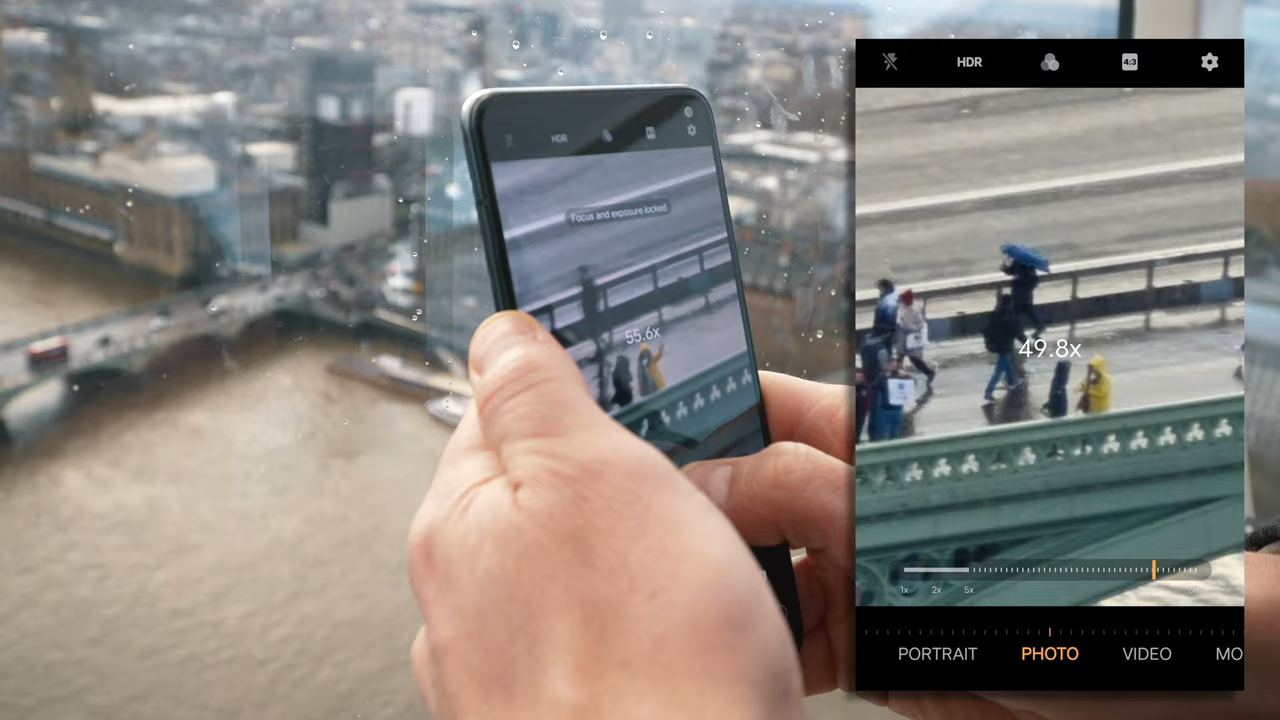 HDR
Focus and exposure locked
55.6x
HDR
4:3
49.8x
1x 2x 5x
PORTRAIT PHOTO VIDEO MO